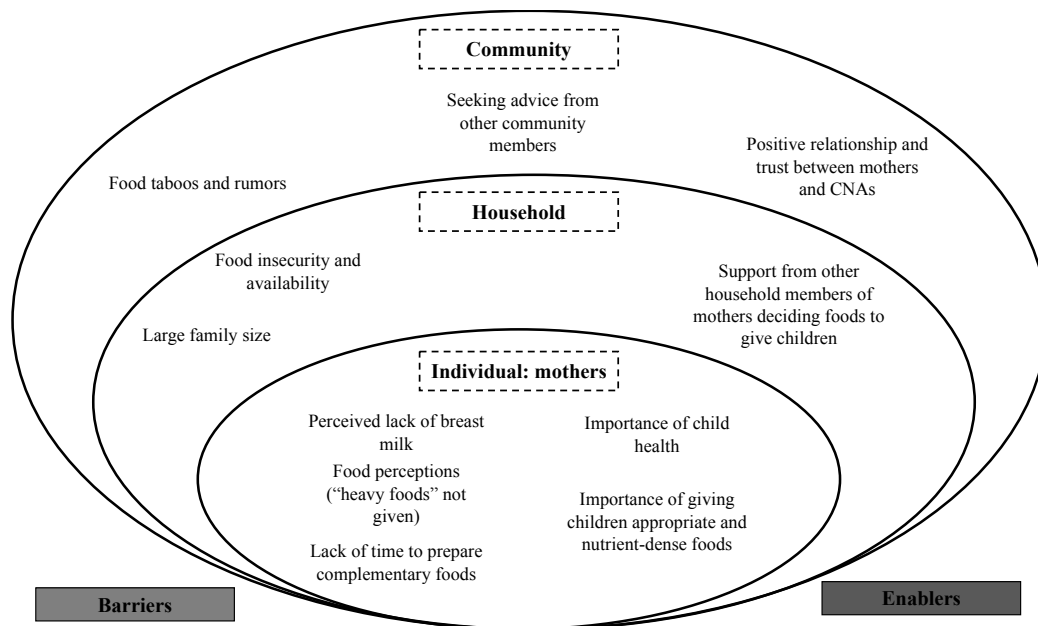 Community
Seeking advice from
other community
members
Positive relationship and
trust between mothers
and CNAs
Food taboos and rumors
Household
Food insecurity and
availability
Support from other
household members of
mothers deciding foods to
give children
Large family size
Individual: mothers
Perceived lack of breast
milk
Food perceptions
(“heavy foods” not
given)
Lack of time to prepare
complementary foods
Importance of child
health
Importance of giving
children appropriate and
nutrient-dense foods
Barriers
Enablers